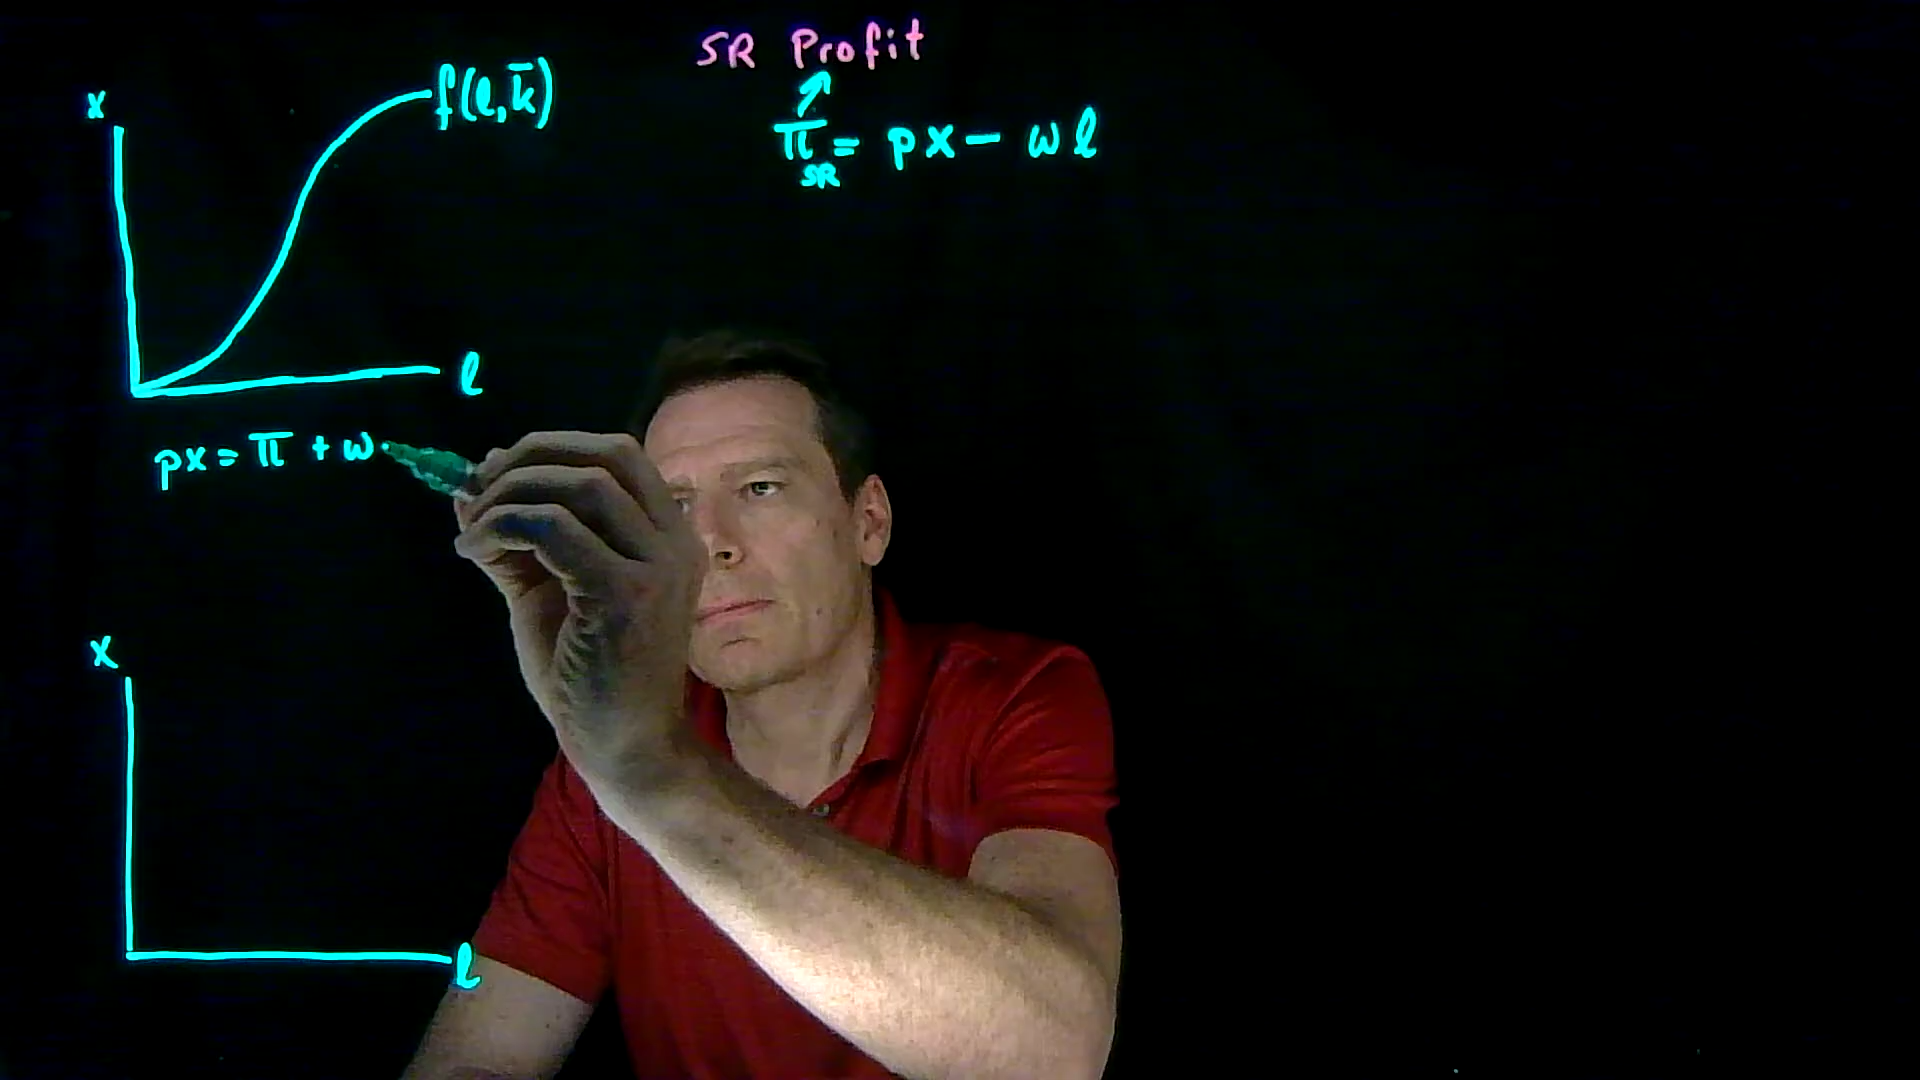 SR Profit
x
f(l, k̄)
π_SR = px − wl
l
px = π + w
x
l